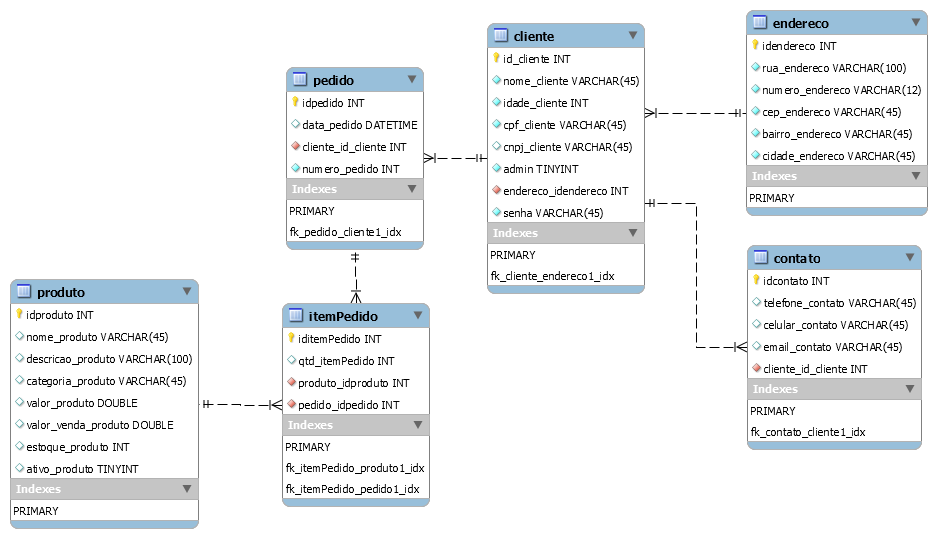 pedido
idpedido INT
data_pedido DATETIME
cliente_id_cliente INT
numero_pedido INT
Indexes
PRIMARY
fk_pedido_cliente1_idx
cliente
id_cliente INT
nome_cliente VARCHAR(45)
idade_cliente INT
cpf_cliente VARCHAR(45)
cnpj_cliente VARCHAR(45)
admin TINYINT
endereco_idendereco INT
senha VARCHAR(45)
Indexes
PRIMARY
fk_cliente_endereco1_idx
endereco
idendereco INT
rua_endereco VARCHAR(100)
numero_endereco VARCHAR(12)
cep_endereco VARCHAR(45)
bairro_endereco VARCHAR(45)
cidade_endereco VARCHAR(45)
Indexes
PRIMARY
produto
idproduto INT
nome_produto VARCHAR(45)
descricao_produto VARCHAR(100)
categoria_produto VARCHAR(45)
valor_produto DOUBLE
valor_venda_produto DOUBLE
estoque_produto INT
ativo_produto TINYINT
Indexes
PRIMARY
itemPedido
iditemPedido INT
qtd_itemPedido INT
produto_idproduto INT
pedido_idpedido INT
Indexes
PRIMARY
fk_itemPedido_produto1_idx
fk_itemPedido_pedido1_idx
contato
idcontato INT
telefone_contato VARCHAR(45)
celular_contato VARCHAR(45)
email_contato VARCHAR(45)
cliente_id_cliente INT
Indexes
PRIMARY
fk_contato_cliente1_idx